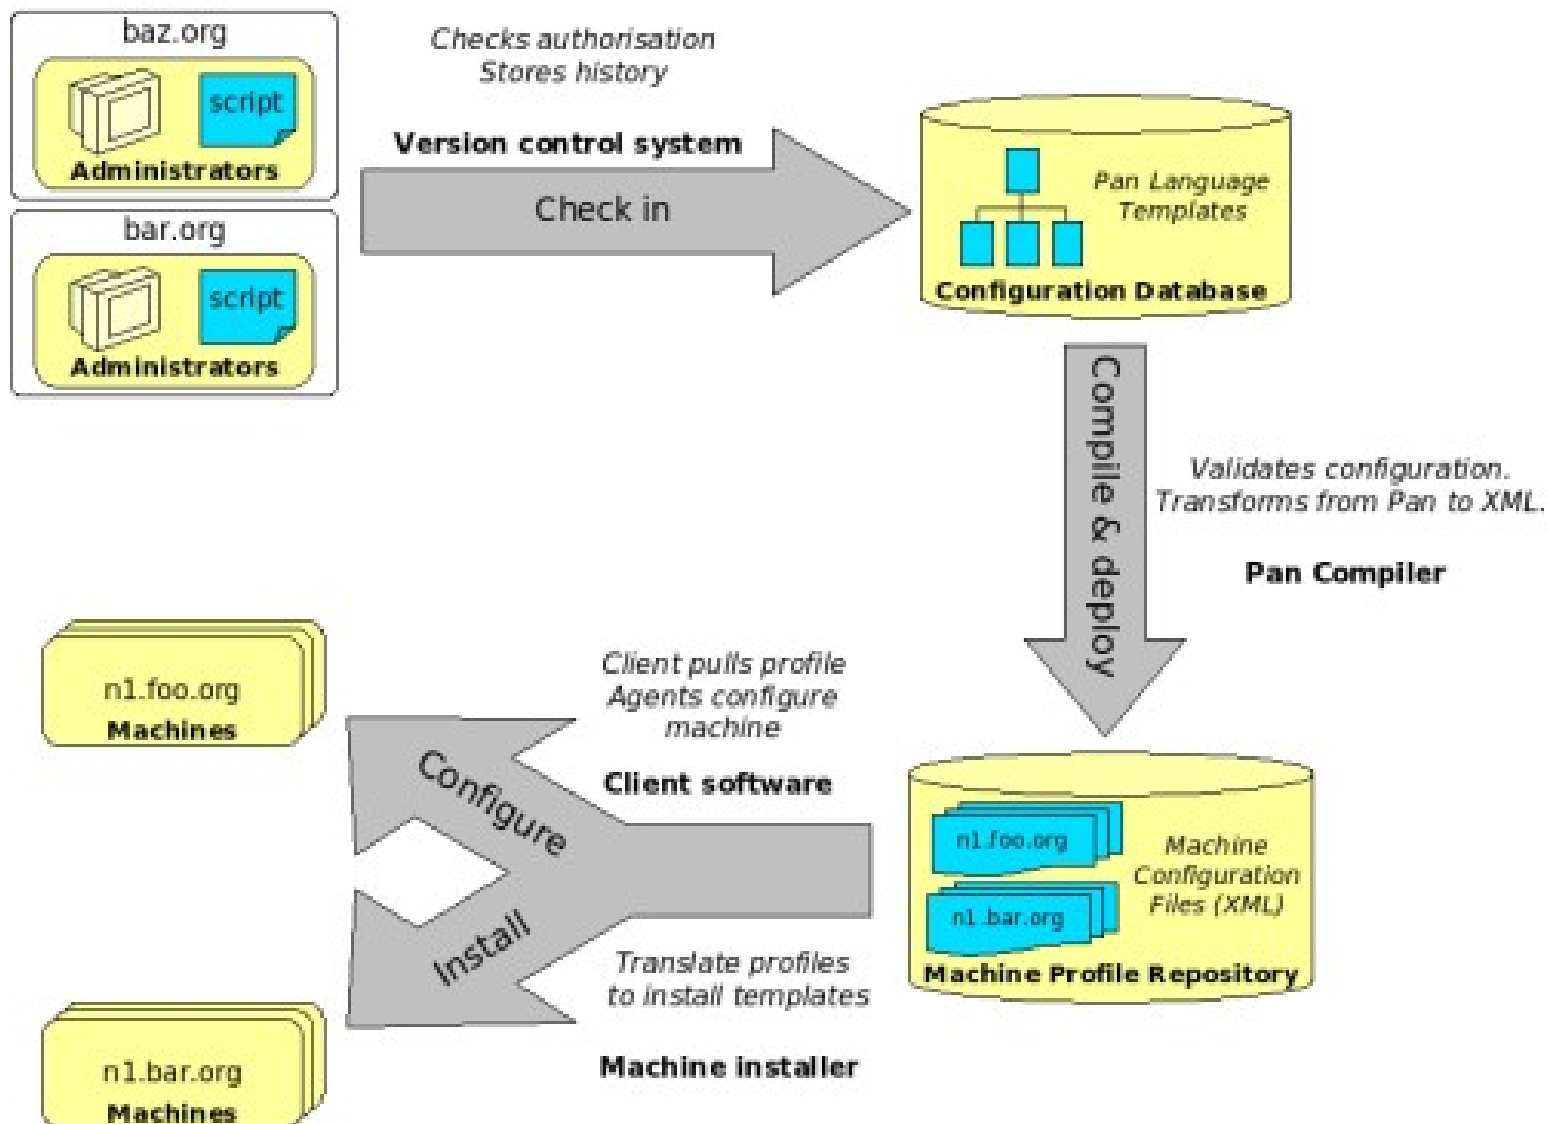 baz.org
script
Administrators
bar.org
script
Administrators
Checks authorisation
Stores history
Version control system
Check in
Pan Language
Templates
Configuration Database
Compile & deploy
Validates configuration.
Transforms from Pan to XML.
Pan Compiler
n1.foo.org
Machines
Client pulls profile
Agents configure
machine
Client software
Configure
Install
Translate profiles
to install templates
Machine installer
n1.foo.org
n1.bar.org
Machine
Configuration
Files (XML)
Machine Profile Repository
n1.bar.org
Machines